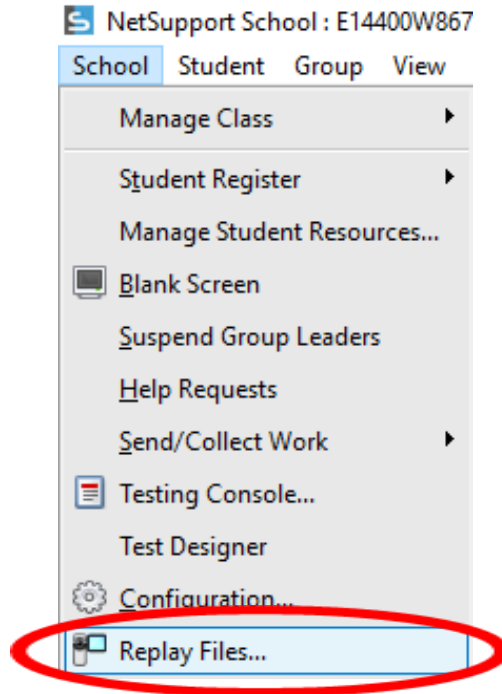 NetSupport School : E14400W867
School Student Group View
Manage Class
Student Register
Manage Student Resources...
Blank Screen
Suspend Group Leaders
Help Requests
Send/Collect Work
Testing Console...
Test Designer
Configuration...
Replay Files...